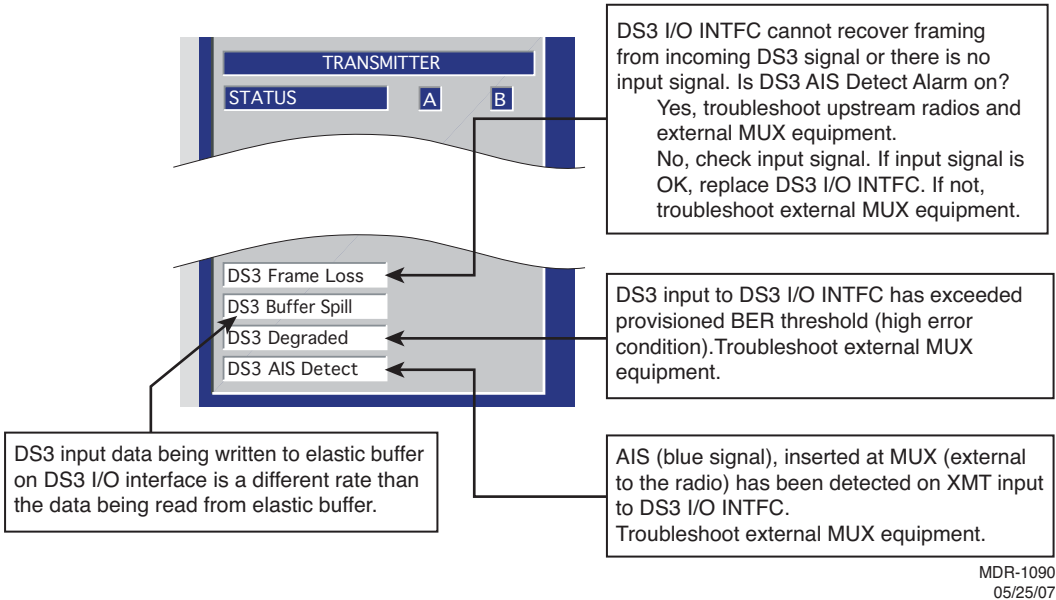 DS3 I/O INTFC cannot recover framing
from incoming DS3 signal or there is no
input signal. Is DS3 AIS Detect Alarm on?
Yes, troubleshoot upstream radios and
external MUX equipment.
No, check input signal. If input signal is
OK, replace DS3 I/O INTFC. If not,
troubleshoot external MUX equipment.
TRANSMITTER
STATUS A B
DS3 Frame Loss
DS3 Buffer Spill
DS3 Degraded
DS3 AIS Detect
DS3 input to DS3 I/O INTFC has exceeded
provisioned BER threshold (high error
condition).Troubleshoot external MUX
equipment.
DS3 input data being written to elastic buffer
on DS3 I/O interface is a different rate than
the data being read from elastic buffer.
AIS (blue signal), inserted at MUX (external
to the radio) has been detected on XMT input
to DS3 I/O INTFC.
Troubleshoot external MUX equipment.
MDR-1090
05/25/07